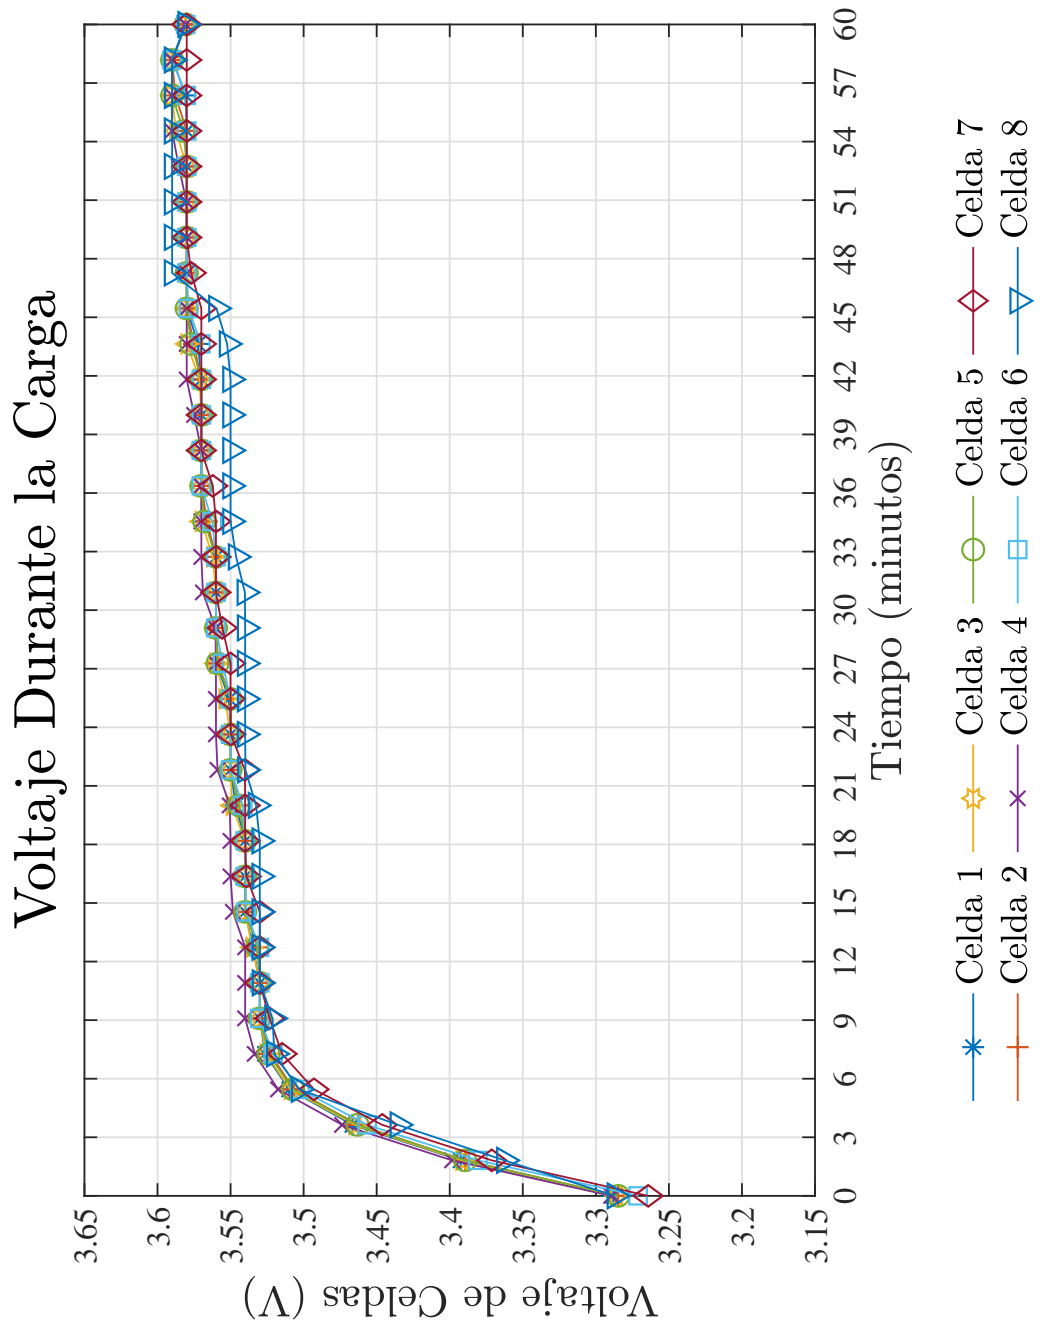 Voltaje Durante la Carga
Voltaje de Celdas (V)
3.65
3.6
3.55
3.5
3.45
3.4
3.35
3.3
3.25
3.2
3.15
0 3 6 9 12 15 18 21 24 27 30 33 36 39 42 45 48 51 54 57 60
Tiempo (minutos)
Celda 1 Celda 3 Celda 5 Celda 7
Celda 2 Celda 4 Celda 6 Celda 8